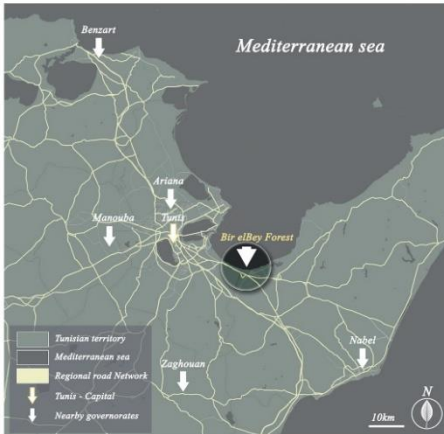 Benzart
Mediterranean sea
Ariana
Manouba
Tunis
Bir elBey Forest
Nabel
Zaghouan
Tunisian territory
Mediterranean sea
Regional road Network
Tunis - Capital
Nearby governorates
N
10km